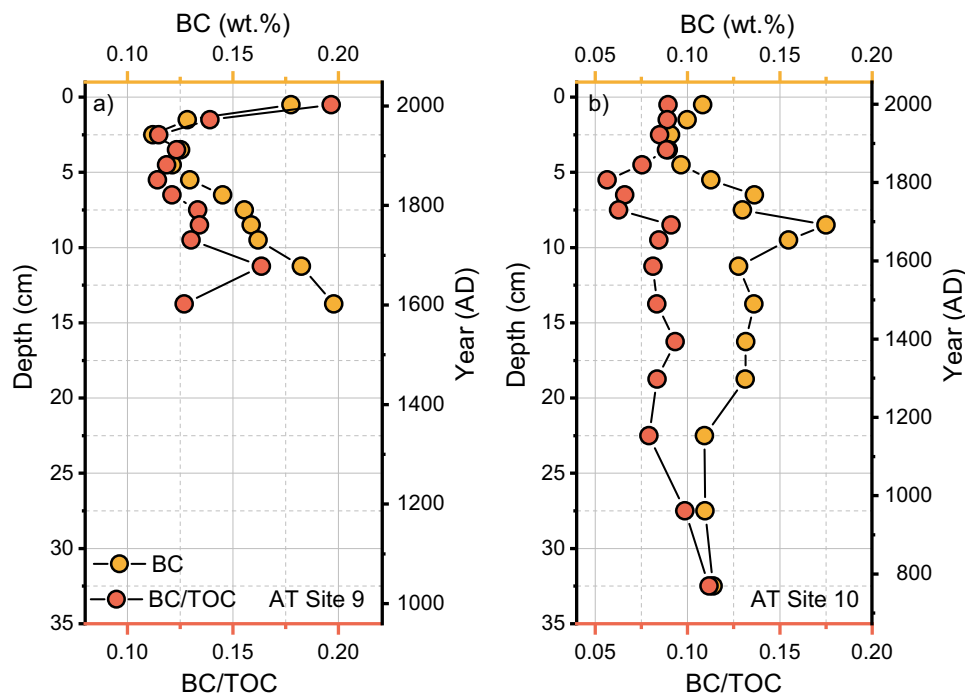 BC (wt.%)
0.10 0.15 0.20
a)
0
5
10
15
20
25
30
35
Depth (cm)
2000
1800
1600
1400
1200
1000
Year (AD)
BC
BC/TOC
AT Site 9
0.10 0.15 0.20
BC/TOC
BC (wt.%)
0.05 0.10 0.15 0.20
b)
0
5
10
15
20
25
30
35
Depth (cm)
2000
1800
1600
1400
1200
1000
800
Year (AD)
AT Site 10
0.05 0.10 0.15 0.20
BC/TOC